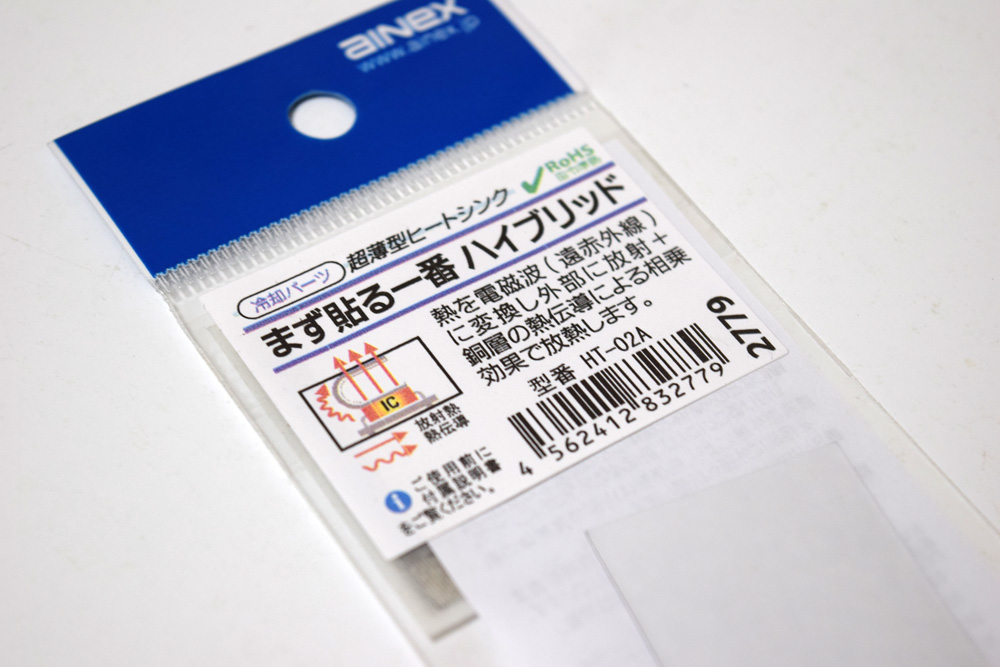 aINEX
www.ainex.jp
RoHS
冷却パーツ 超薄型ヒートシンク
まず貼る一番 ハイブリッド
熱を電磁波(遠赤外線)
に変換し外部に放射+
銅層の熱伝導による相乗
効果で放熱します。
型番 HT-02A
2779
4 562412 832779
IC
放射熱
熱伝導
i ご使用前に
付属説明書
をご覧ください。